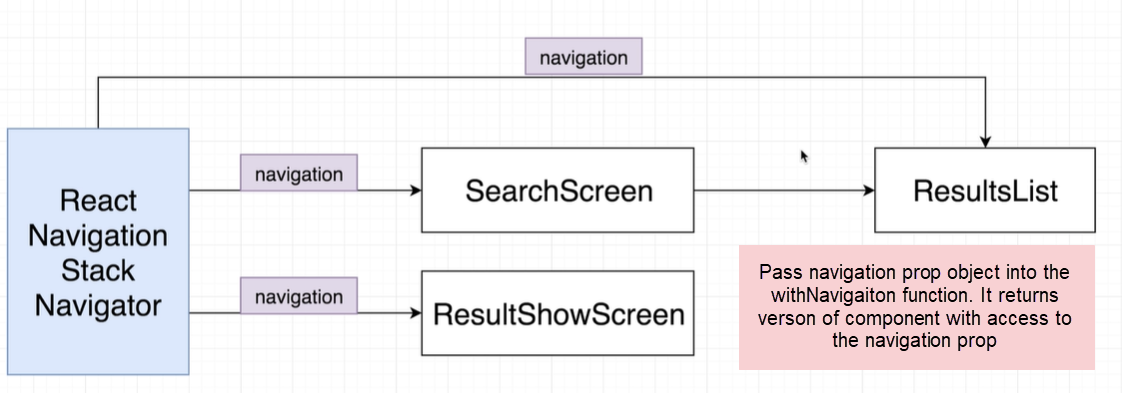 navigation
navigation
SearchScreen
ResultsList
React
Navigation
Stack
Navigator
navigation
ResultShowScreen
Pass navigation prop object into the
withNavigaiton function. It returns
verson of component with access to
the navigation prop